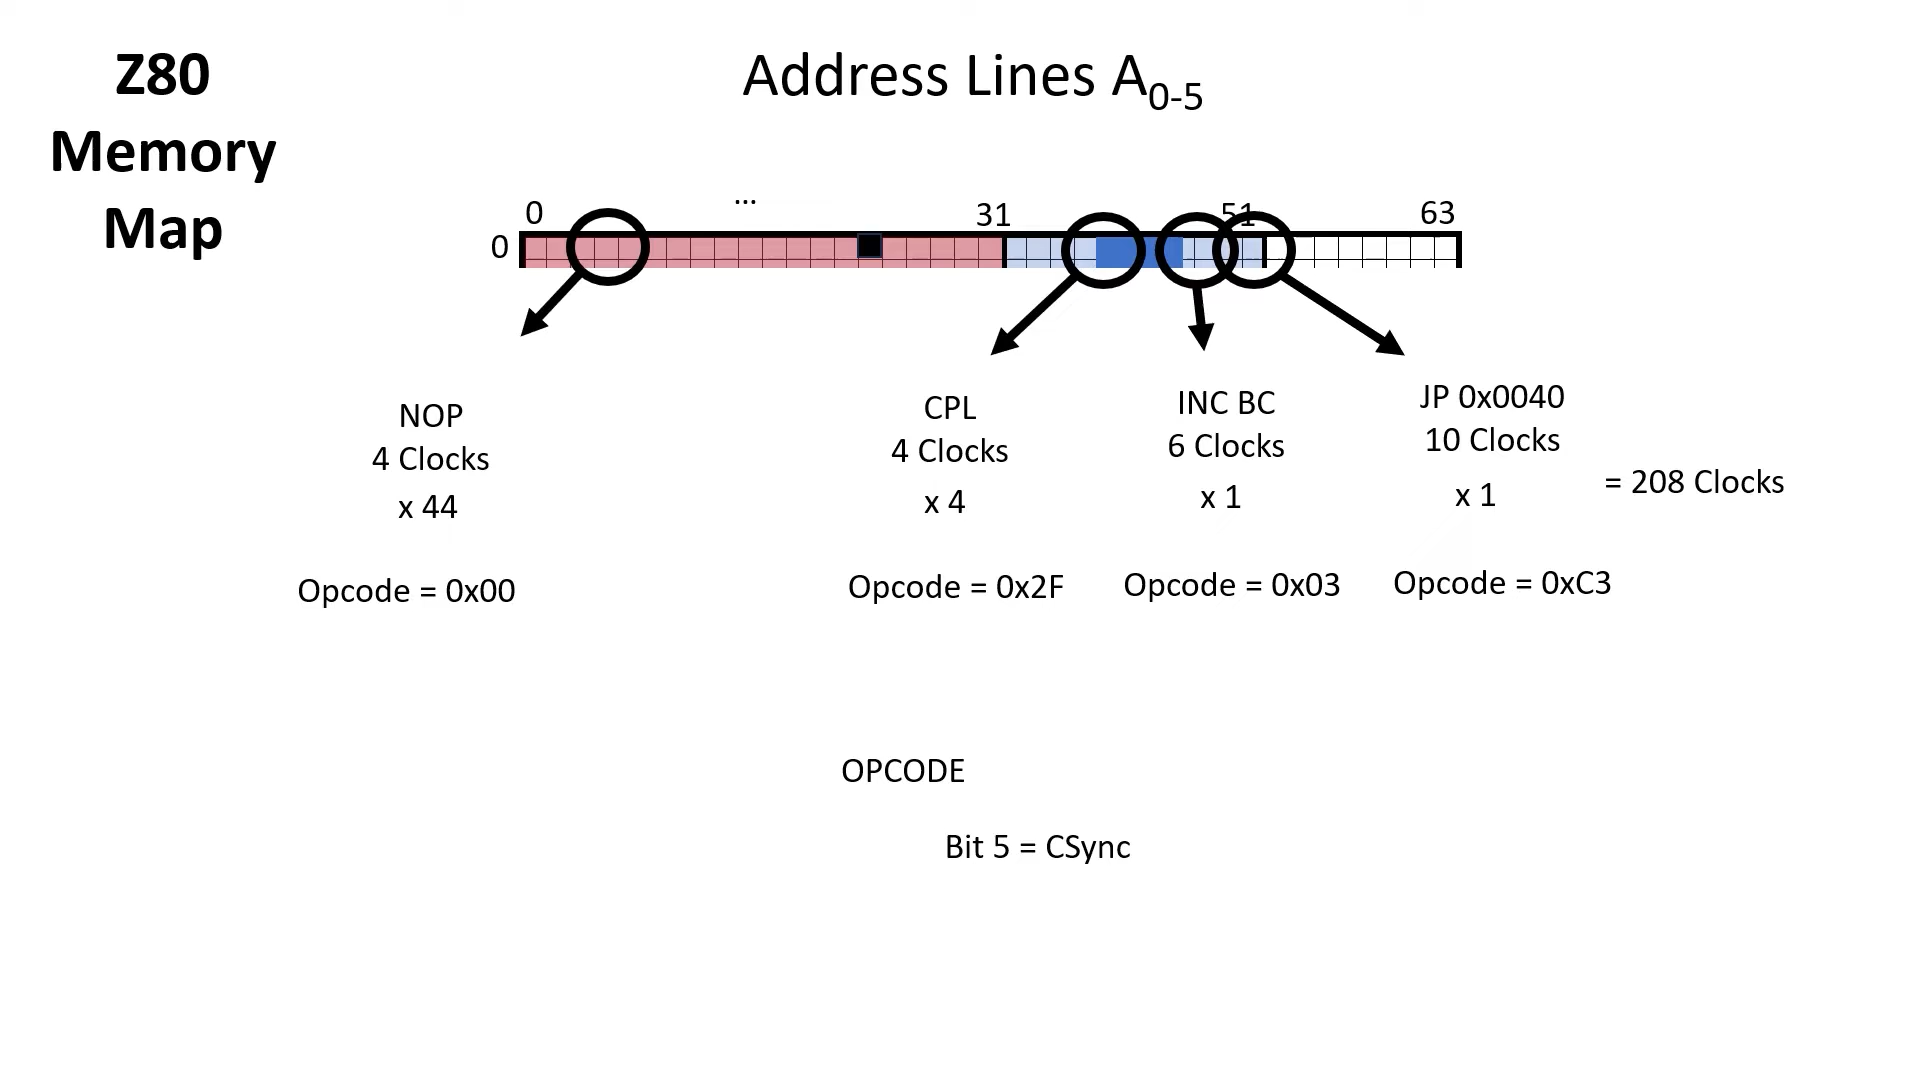 Z80
Memory
Map
Address Lines A0-5
0
...
31
51
63
0
NOP
4 Clocks
x 44
Opcode = 0x00
CPL
4 Clocks
x 4
Opcode = 0x2F
INC BC
6 Clocks
x 1
Opcode = 0x03
JP 0x0040
10 Clocks
x 1
Opcode = 0xC3
= 208 Clocks
OPCODE
Bit 5 = CSync